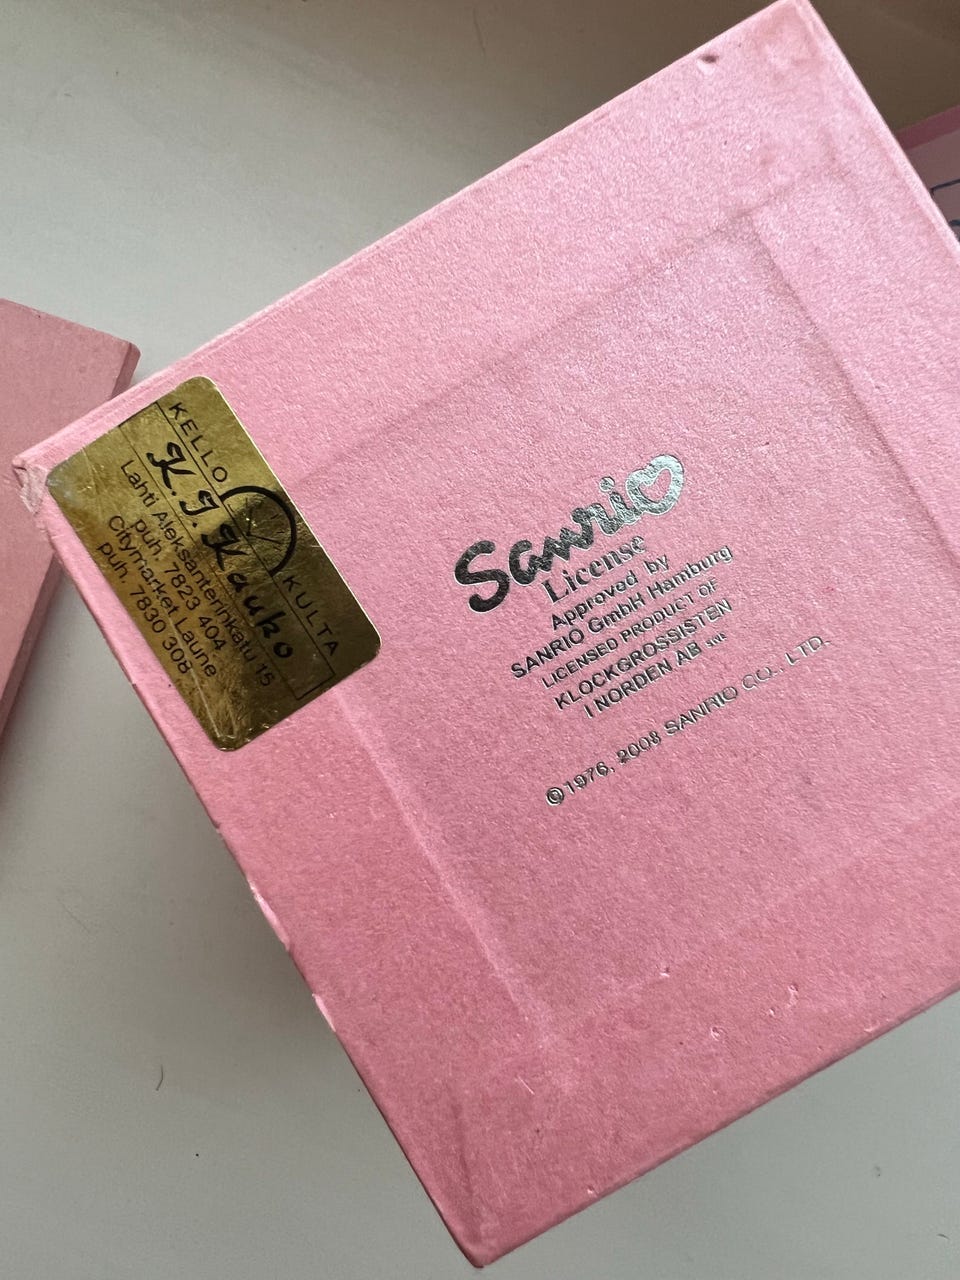 KELLO KULTA
K.J. Kauko
Lahti Aleksanterinkatu 15
puh. 7823 404
Citymarket Laune
puh. 7830 308
Sanrio
License
Approved by
SANRIO GmbH Hamburg
LICENSED PRODUCT OF
KLOCKGROSSISTEN
I NORDEN AB
©1976, 2008 SANRIO CO., LTD.